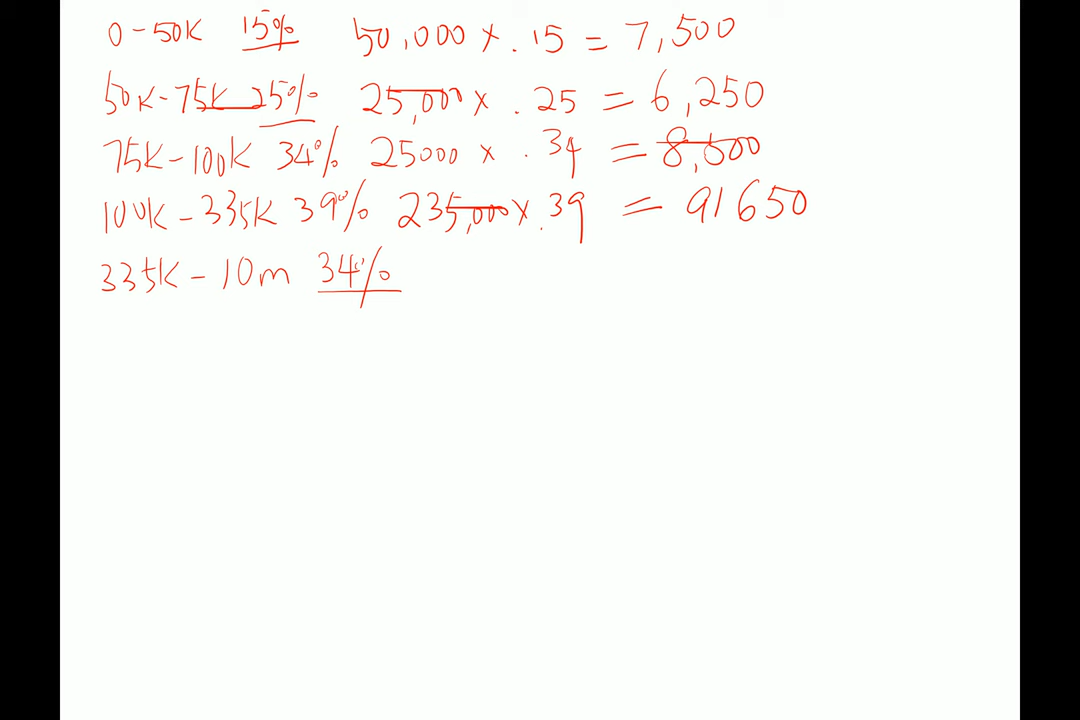 0-50K 15% 50,000 x .15 = 7,500
50K-75K 25% 25,000 x .25 = 6,250
75K-100K 34% 25000 x .34 = 8,500
100K-335K 39% 235,000 x .39 = 91650
335K-10m 34%